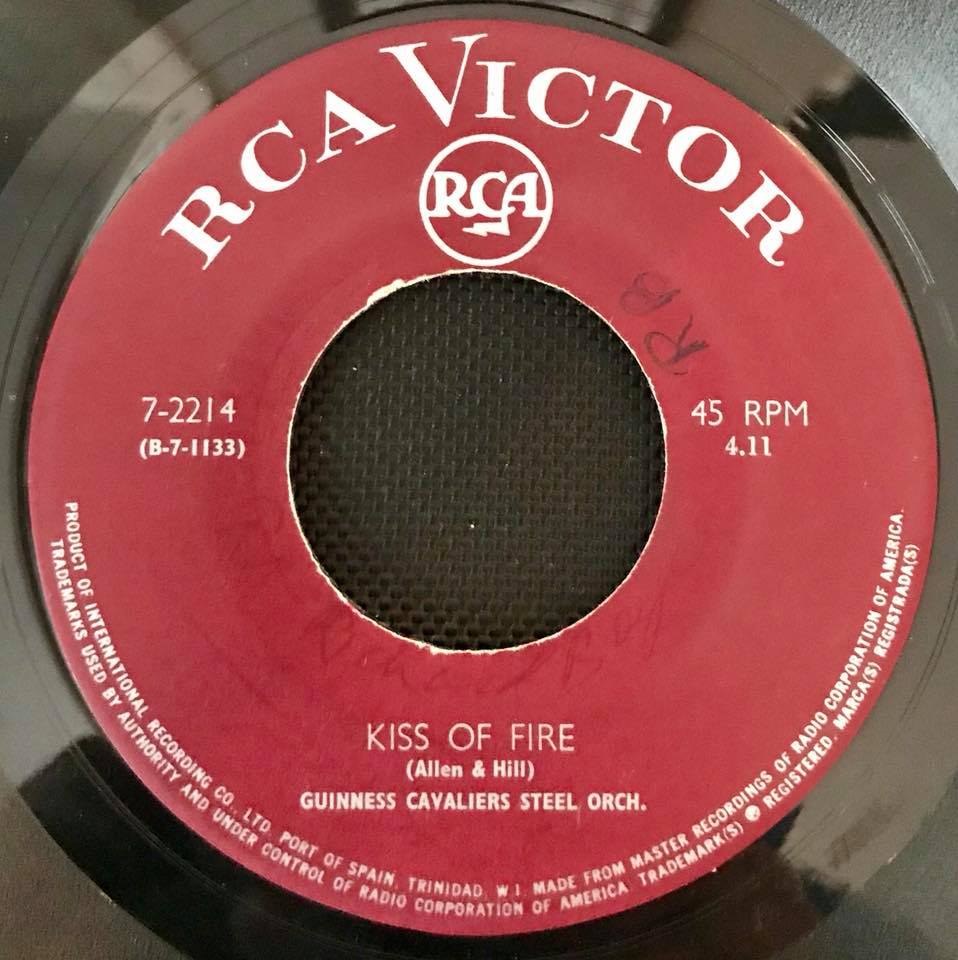 RCA VICTOR
RCA
RB
7-2214
(B-7-1133)
45 RPM
4.11
KISS OF FIRE
(Allen & Hill)
GUINNESS CAVALIERS STEEL ORCH.
PRODUCT OF INTERNATIONAL RECORDING CO., LTD. PORT OF SPAIN, TRINIDAD, W.I. MADE FROM MASTER RECORDINGS OF RADIO CORPORATION OF AMERICA.
TRADEMARKS USED BY AUTHORITY AND UNDER CONTROL OF RADIO CORPORATION OF AMERICA. TRADEMARK(S) ® REGISTERED. MARCA(S) REGISTRADA(S)